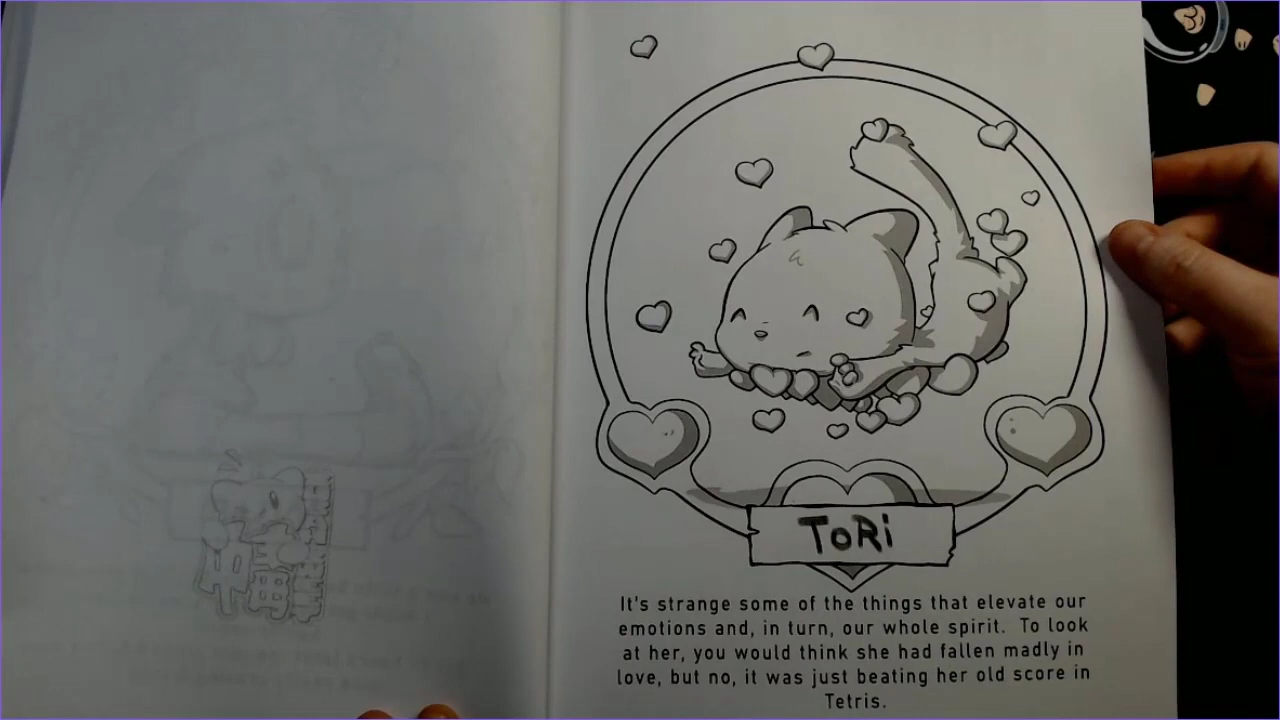 ToRi
It's strange some of the things that elevate our
emotions and, in turn, our whole spirit.  To look
at her, you would think she had fallen madly in
love, but no, it was just beating her old score in
Tetris.